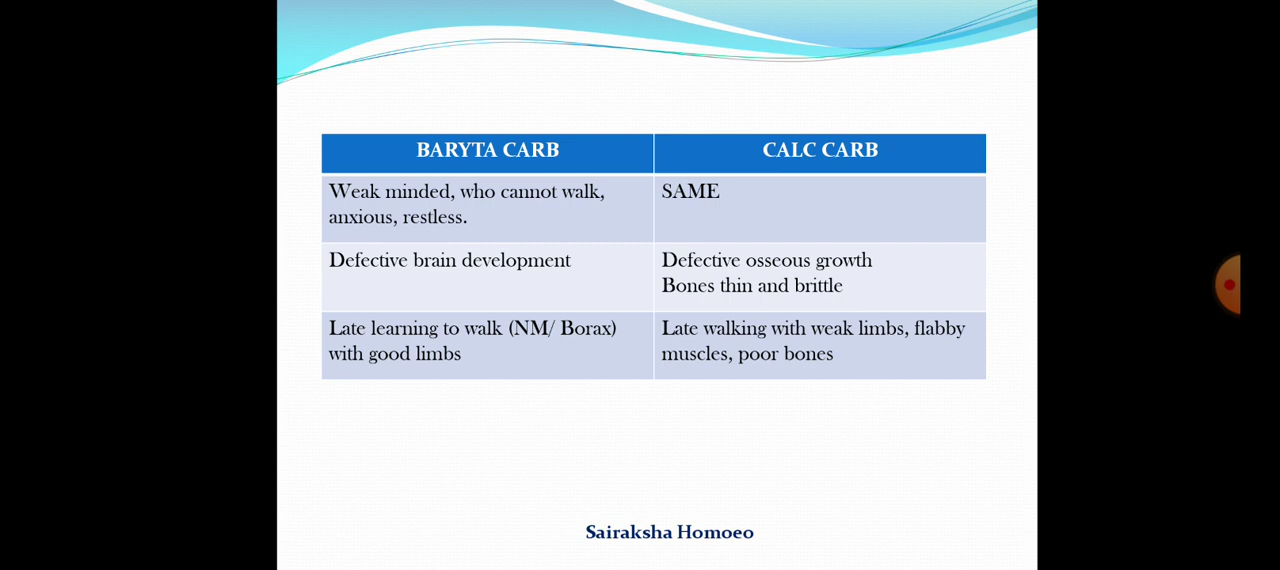 BARYTA CARB
CALC CARB
Weak minded, who cannot walk,
anxious, restless.
SAME
Defective brain development
Defective osseous growth
Bones thin and brittle
Late learning to walk (NM/ Borax)
with good limbs
Late walking with weak limbs, flabby
muscles, poor bones
Sairaksha Homoeo